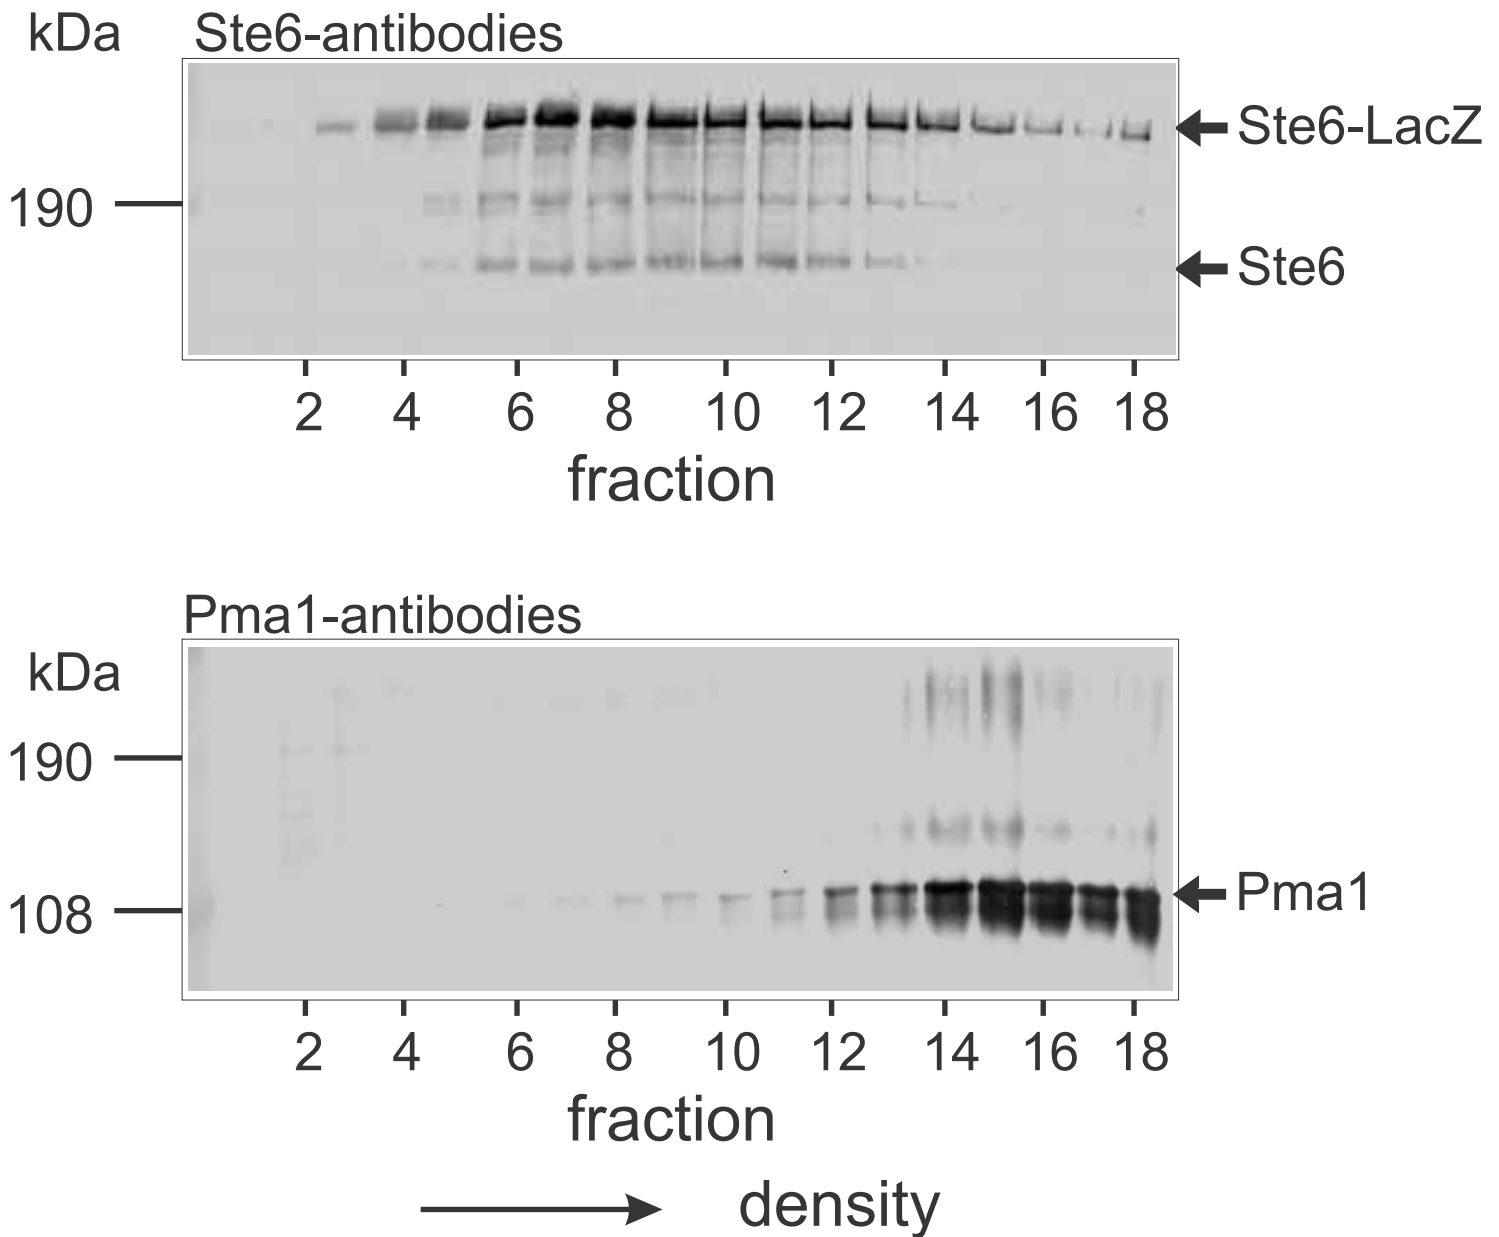 kDa
Ste6-antibodies
Ste6-LacZ
190
Ste6
2 4 6 8 10 12 14 16 18
fraction
Pma1-antibodies
kDa
190
Pma1
108
2 4 6 8 10 12 14 16 18
fraction
density